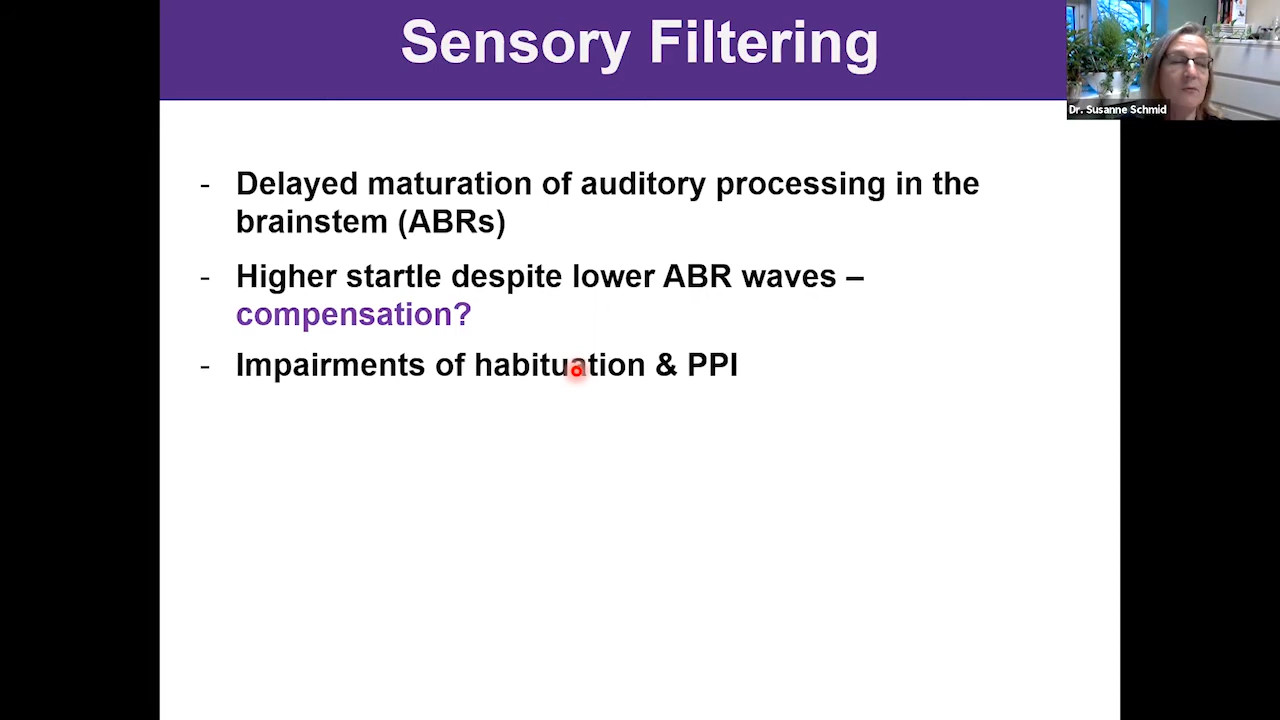 Sensory Filtering
Dr. Susanne Schmid
- Delayed maturation of auditory processing in the
brainstem (ABRs)
- Higher startle despite lower ABR waves –
compensation?
- Impairments of habituation & PPI